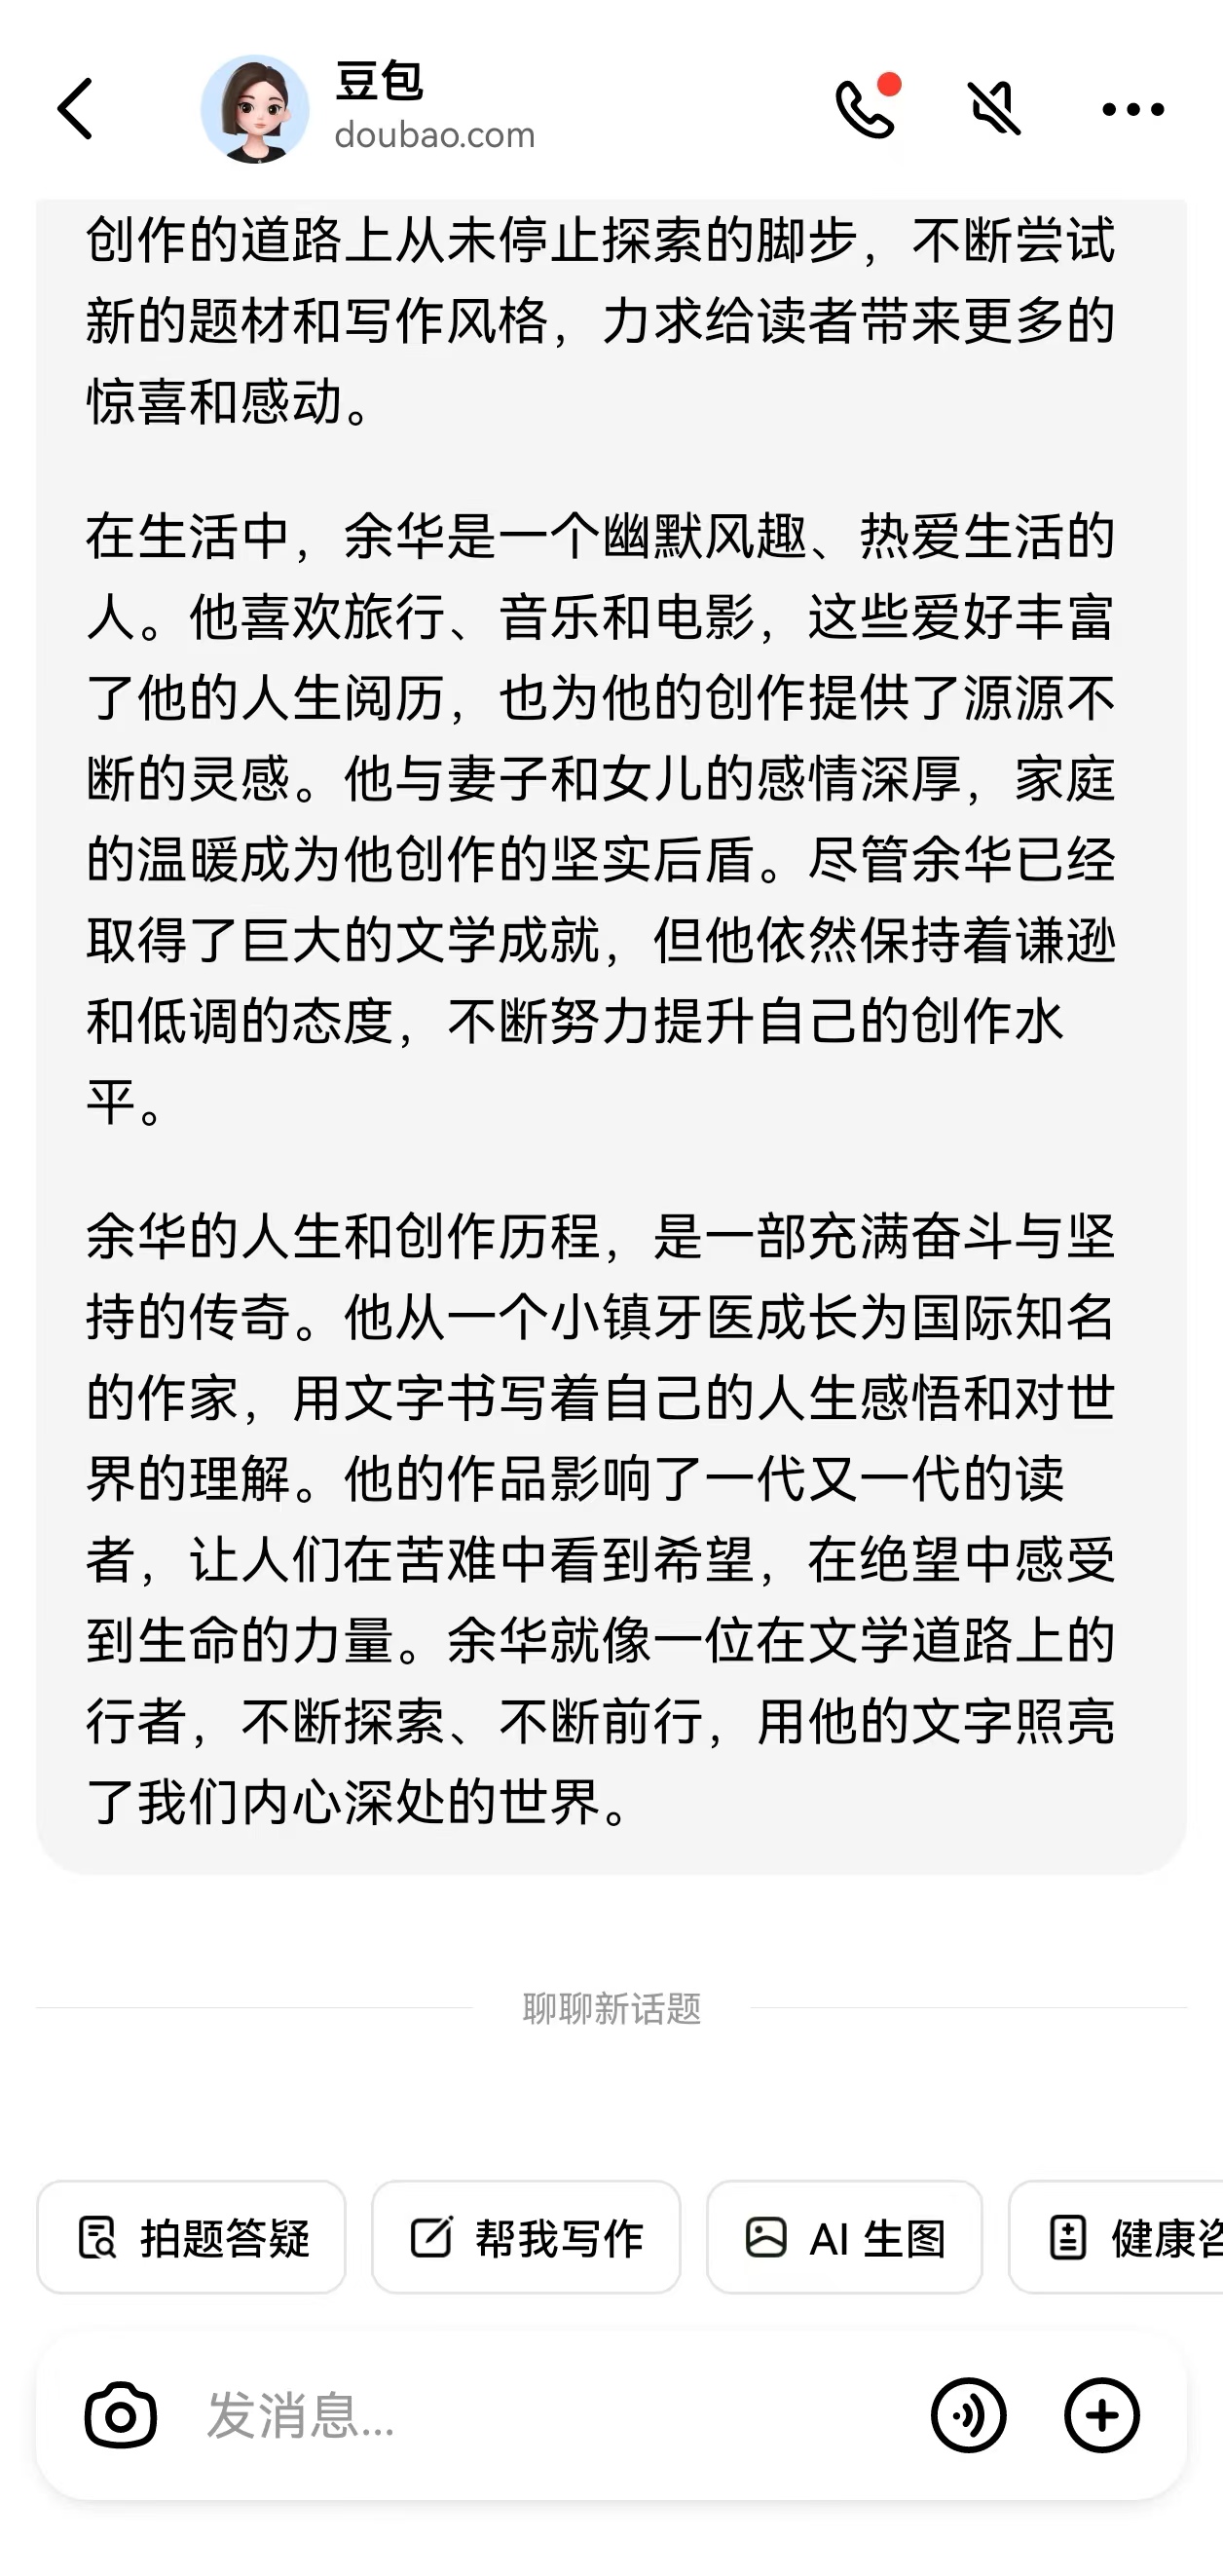 豆包
doubao.com
创作的道路上从未停止探索的脚步，不断尝试
新的题材和写作风格，力求给读者带来更多的
惊喜和感动。
在生活中，余华是一个幽默风趣、热爱生活的
人。他喜欢旅行、音乐和电影，这些爱好丰富
了他的人生阅历，也为他的创作提供了源源不
断的灵感。他与妻子和女儿的感情深厚，家庭
的温暖成为他创作的坚实后盾。尽管余华已经
取得了巨大的文学成就，但他依然保持着谦逊
和低调的态度，不断努力提升自己的创作水
平。
余华的人生和创作历程，是一部充满奋斗与坚
持的传奇。他从一个小镇牙医成长为国际知名
的作家，用文字书写着自己的人生感悟和对世
界的理解。他的作品影响了一代又一代的读
者，让人们在苦难中看到希望，在绝望中感受
到生命的力量。余华就像一位在文学道路上的
行者，不断探索、不断前行，用他的文字照亮
了我们内心深处的世界。
聊聊新话题
拍题答疑
帮我写作
AI 生图
健康咨
发消息...